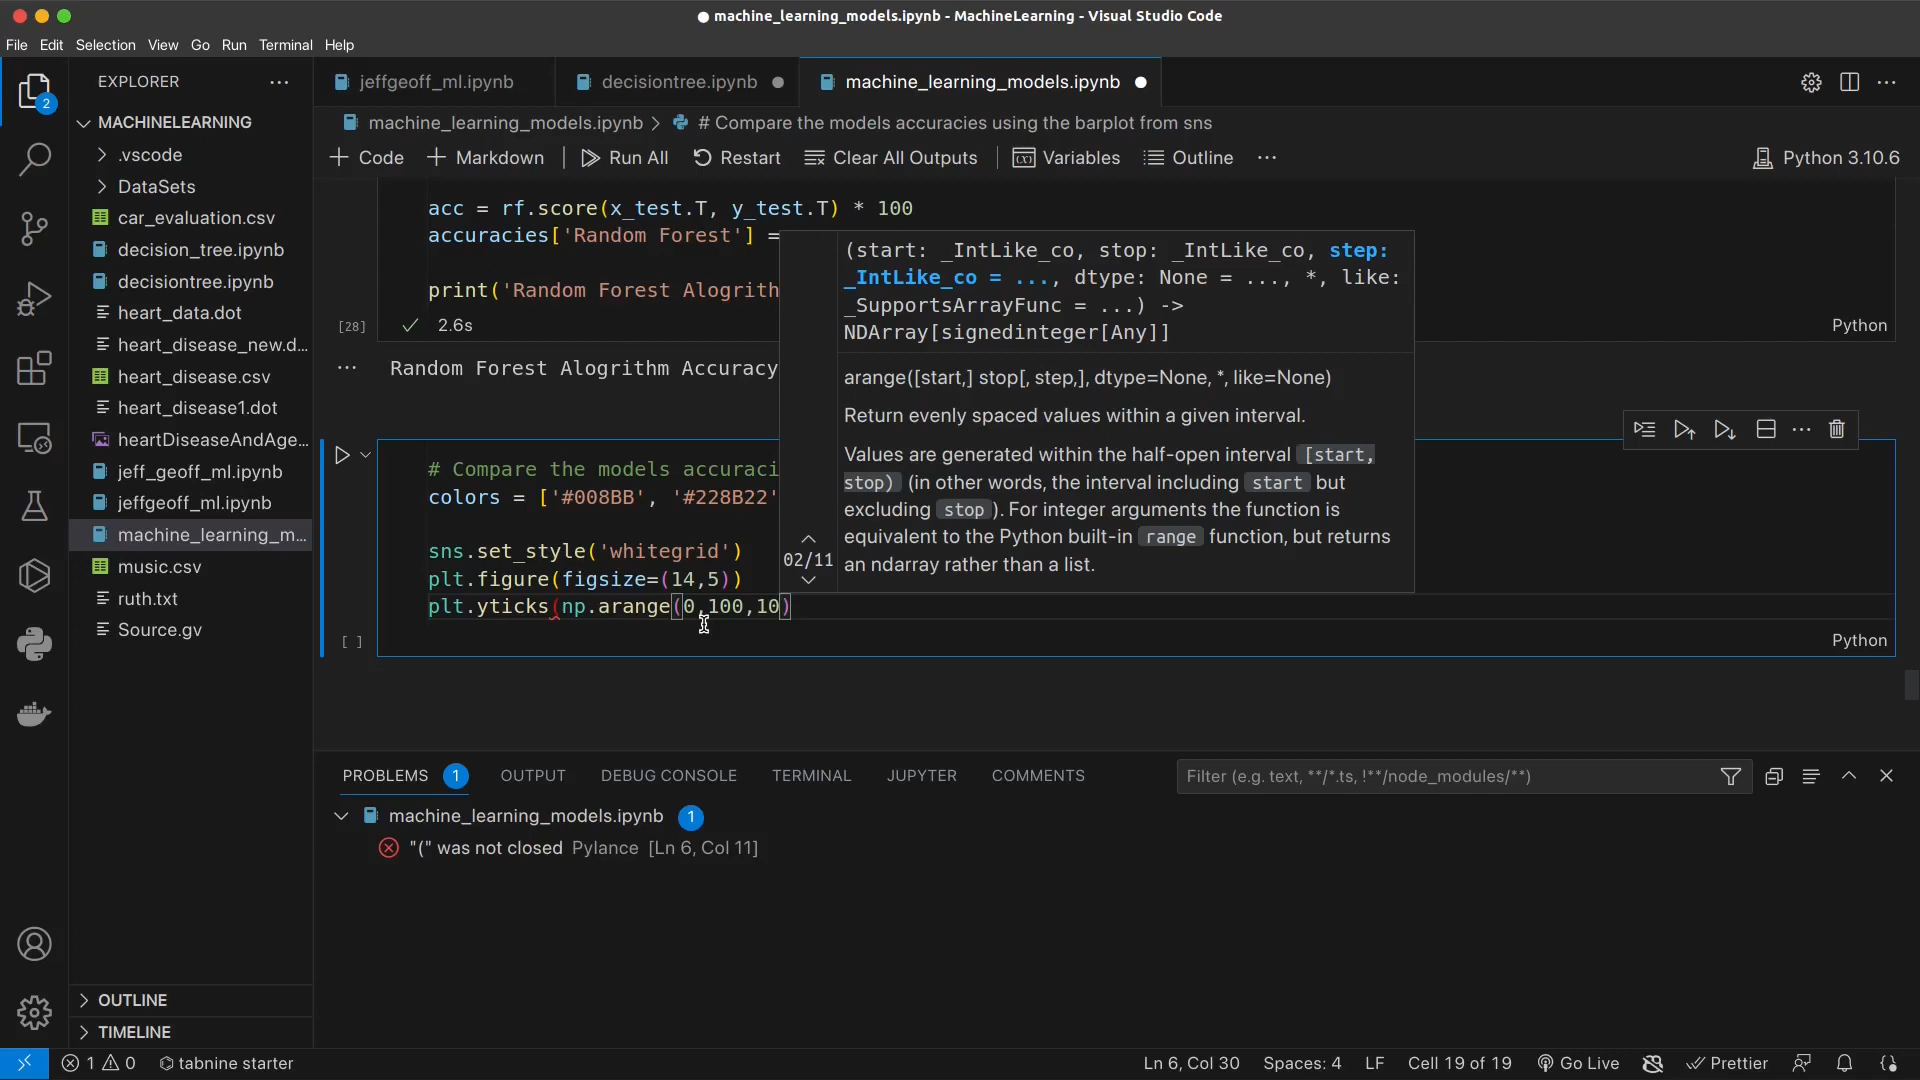 machine_learning_models.ipynb - MachineLearning - Visual Studio Code
File Edit Selection View Go Run Terminal Help
2
EXPLORER
MACHINELEARNING
.vscode
DataSets
car_evaluation.csv
decision_tree.ipynb
decisiontree.ipynb
heart_data.dot
heart_disease_new.d...
heart_disease.csv
heart_disease1.dot
heartDiseaseAndAge...
jeff_geoff_ml.ipynb
jeffgeoff_ml.ipynb
machine_learning_m...
music.csv
ruth.txt
Source.gv
OUTLINE
TIMELINE
jeffgeoff_ml.ipynb
decisiontree.ipynb
machine_learning_models.ipynb
machine_learning_models.ipynb > # Compare the models accuracies using the barplot from sns
+ Code + Markdown | Run All Restart Clear All Outputs | Variables Outline ...
Python 3.10.6
acc = rf.score(x_test.T, y_test.T) * 100
accuracies['Random Forest'] =
print('Random Forest Alogrith
[28]
2.6s
Python
Random Forest Alogrithm Accuracy
(start: _IntLike_co, stop: _IntLike_co, step:
_IntLike_co = ..., dtype: None = ..., *, like:
_SupportsArrayFunc = ...) ->
NDArray[signedinteger[Any]]
arange([start,] stop[, step,], dtype=None, *, like=None)
Return evenly spaced values within a given interval.
Values are generated within the half-open interval [start,
stop) (in other words, the interval including start but
excluding stop ). For integer arguments the function is
equivalent to the Python built-in range function, but returns
an ndarray rather than a list.
02/11
# Compare the models accuraci
colors = ['#008BB', '#228B22'
sns.set_style('whitegrid')
plt.figure(figsize=(14,5))
plt.yticks(np.arange(0,100,10)
[ ]
Python
PROBLEMS 1 OUTPUT DEBUG CONSOLE TERMINAL JUPYTER COMMENTS
Filter (e.g. text, **/*.ts, !**/node_modules/**)
machine_learning_models.ipynb 1
"(" was not closed Pylance [Ln 6, Col 11]
1 0 tabnine starter
Ln 6, Col 30 Spaces: 4 LF Cell 19 of 19 Go Live Prettier